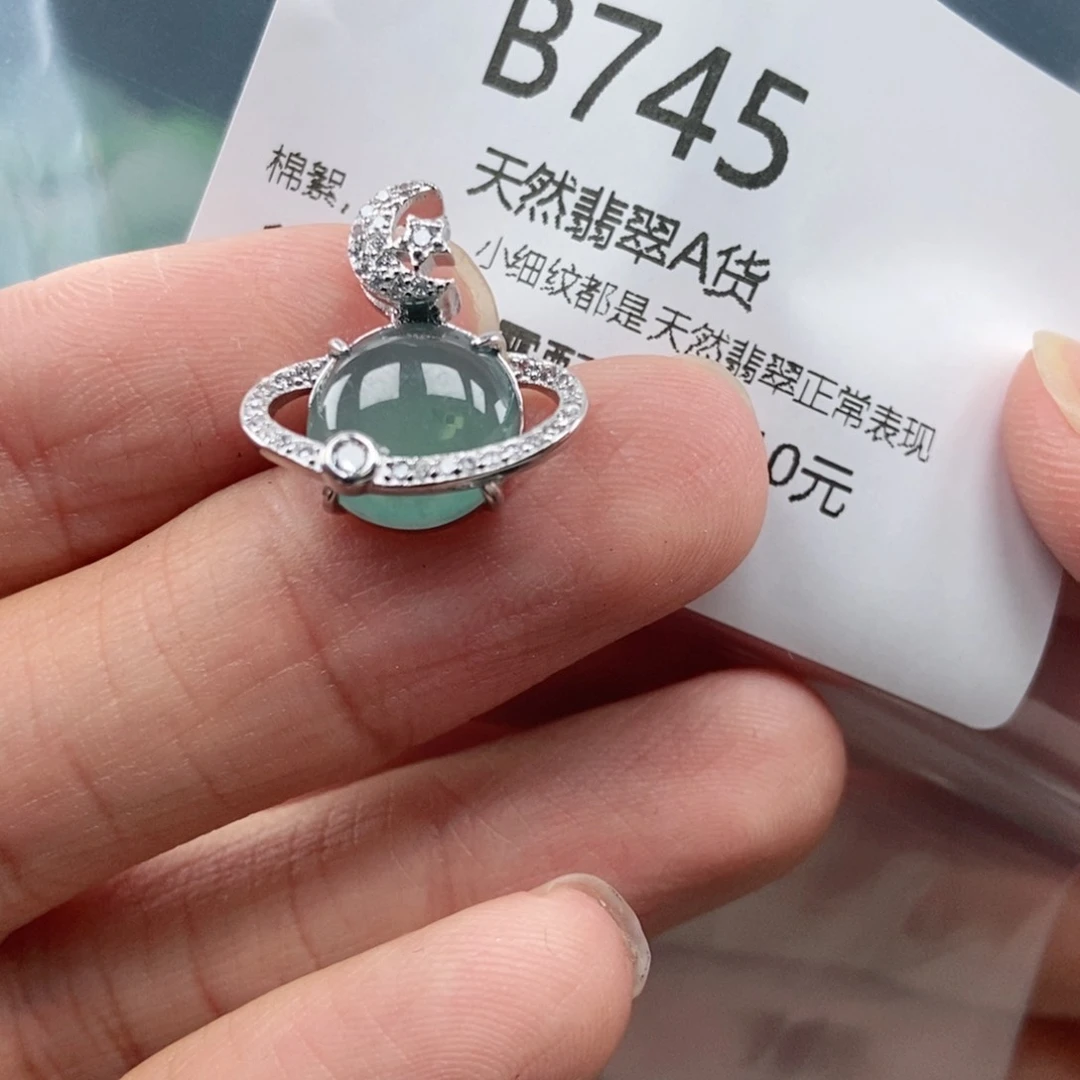 B745
天然翡翠A货
棉絮,
小细纹都是天然翡翠正常表现
0元